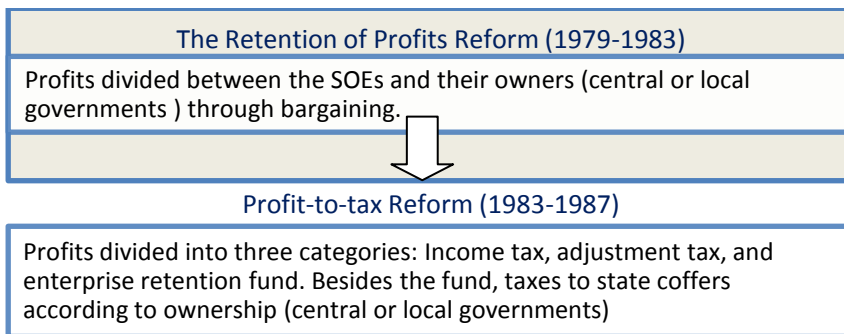 The Retention of Profits Reform (1979-1983)
Profits divided between the SOEs and their owners (central or local
governments ) through bargaining.
Profit-to-tax Reform (1983-1987)
Profits divided into three categories: Income tax, adjustment tax, and
enterprise retention fund. Besides the fund, taxes to state coffers
according to ownership (central or local governments)